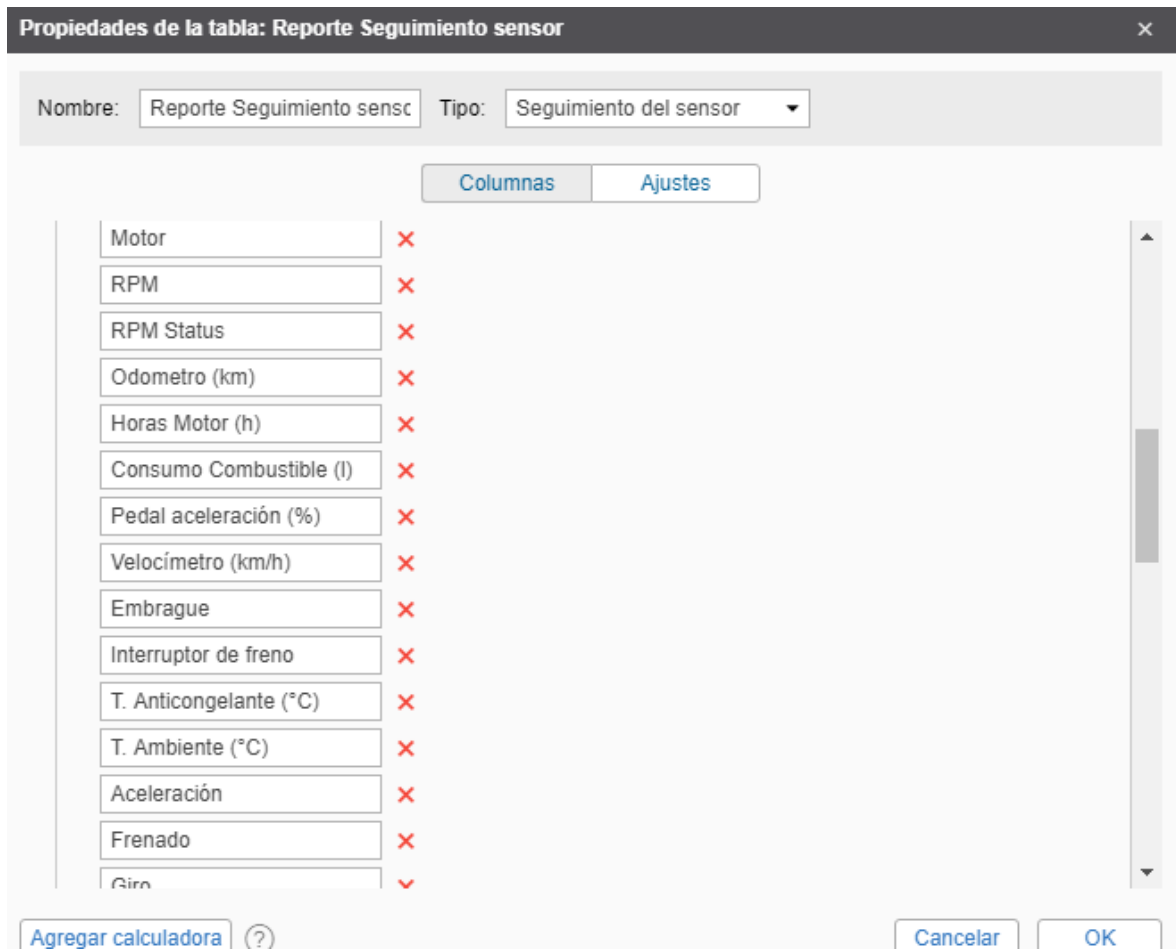 Propiedades de la tabla: Reporte Seguimiento sensor
Nombre: Reporte Seguimiento sensc Tipo: Seguimiento del sensor
Columnas Ajustes
Motor
RPM
RPM Status
Odometro (km)
Horas Motor (h)
Consumo Combustible (l)
Pedal aceleración (%)
Velocímetro (km/h)
Embrague
Interruptor de freno
T. Anticongelante (°C)
T. Ambiente (°C)
Aceleración
Frenado
Giro
Agregar calculadora ? Cancelar OK